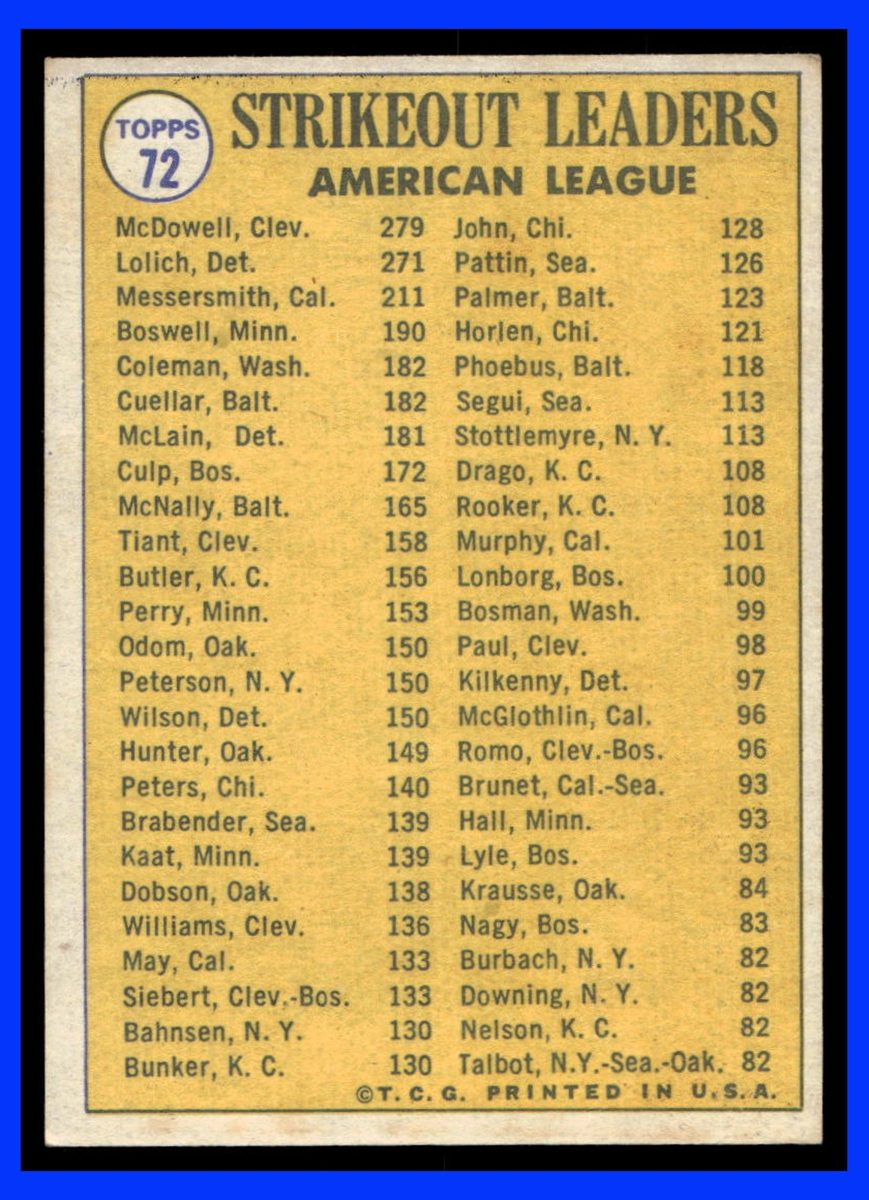 TOPPS
72
STRIKEOUT LEADERS
AMERICAN LEAGUE
McDowell, Clev. 279
Lolich, Det. 271
Messersmith, Cal. 211
Boswell, Minn. 190
Coleman, Wash. 182
Cuellar, Balt. 182
McLain, Det. 181
Culp, Bos. 172
McNally, Balt. 165
Tiant, Clev. 158
Butler, K. C. 156
Perry, Minn. 153
Odom, Oak. 150
Peterson, N. Y. 150
Wilson, Det. 150
Hunter, Oak. 149
Peters, Chi. 140
Brabender, Sea. 139
Kaat, Minn. 139
Dobson, Oak. 138
Williams, Clev. 136
May, Cal. 133
Siebert, Clev.-Bos. 133
Bahnsen, N. Y. 130
Bunker, K. C. 130
John, Chi. 128
Pattin, Sea. 126
Palmer, Balt. 123
Horlen, Chi. 121
Phoebus, Balt. 118
Segui, Sea. 113
Stottlemyre, N. Y. 113
Drago, K. C. 108
Rooker, K. C. 108
Murphy, Cal. 101
Lonborg, Bos. 100
Bosman, Wash. 99
Paul, Clev. 98
Kilkenny, Det. 97
McGlothlin, Cal. 96
Romo, Clev.-Bos. 96
Brunet, Cal.-Sea. 93
Hall, Minn. 93
Lyle, Bos. 93
Krausse, Oak. 84
Nagy, Bos. 83
Burbach, N. Y. 82
Downing, N. Y. 82
Nelson, K. C. 82
Talbot, N.Y.-Sea.-Oak. 82
©T. C. G. PRINTED IN U.S.A.